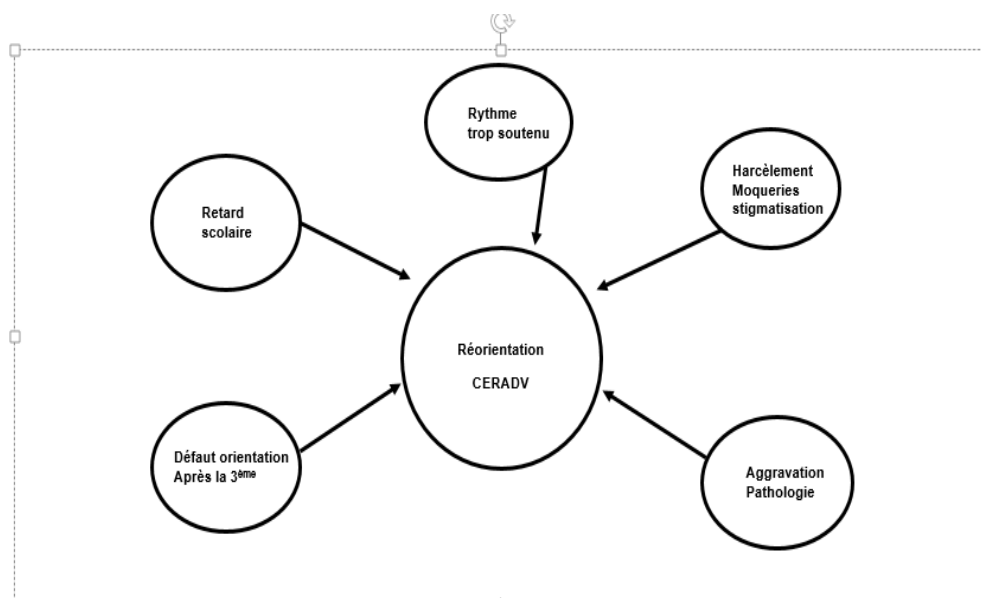 Rythme
trop soutenu
Harcèlement
Moqueries
stigmatisation
Retard
scolaire
Réorientation
CERADV
Défaut orientation
Après la 3ème
Aggravation
Pathologie